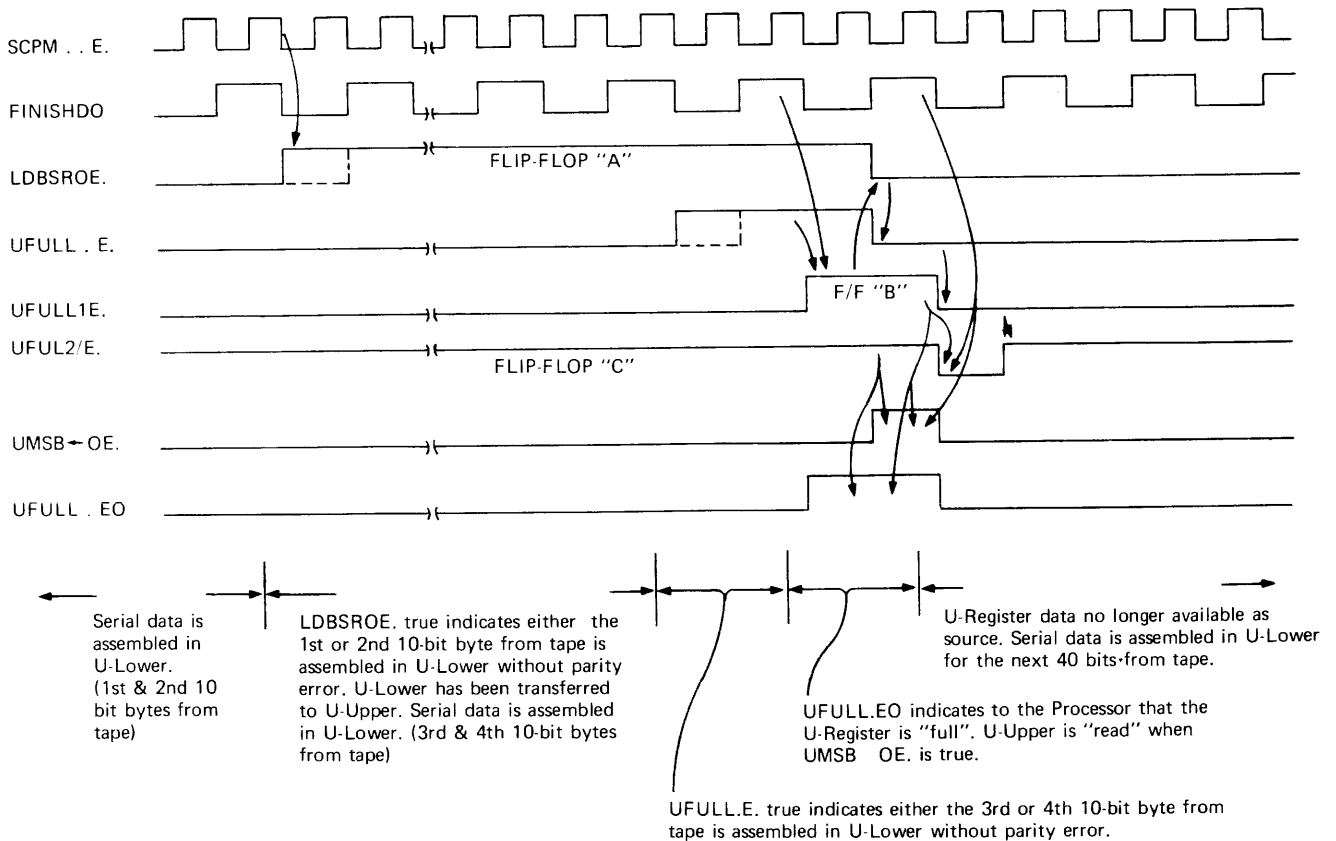 SCPM . . E.
FINISHDO
FLIP-FLOP "A"
LDBSROE.
UFULL . E.
F/F "B"
UFULL1E.
UFUL2/E.
FLIP-FLOP "C"
UMSB←OE.
UFULL . EO
Serial data is
assembled in
U-Lower.
(1st & 2nd 10
bit bytes from
tape)
LDBSROE. true indicates either the
1st or 2nd 10-bit byte from tape is
assembled in U-Lower without parity
error. U-Lower has been transferred
to U-Upper. Serial data is assembled
in U-Lower. (3rd & 4th 10-bit bytes
from tape)
U-Register data no longer available as
source. Serial data is assembled in U-Lower
for the next 40 bits from tape.
UFULL.EO indicates to the Processor that the
U-Register is "full". U-Upper is "read" when
UMSB OE. is true.
UFULL.E. true indicates either the 3rd or 4th 10-bit byte from
tape is assembled in U-Lower without parity error.